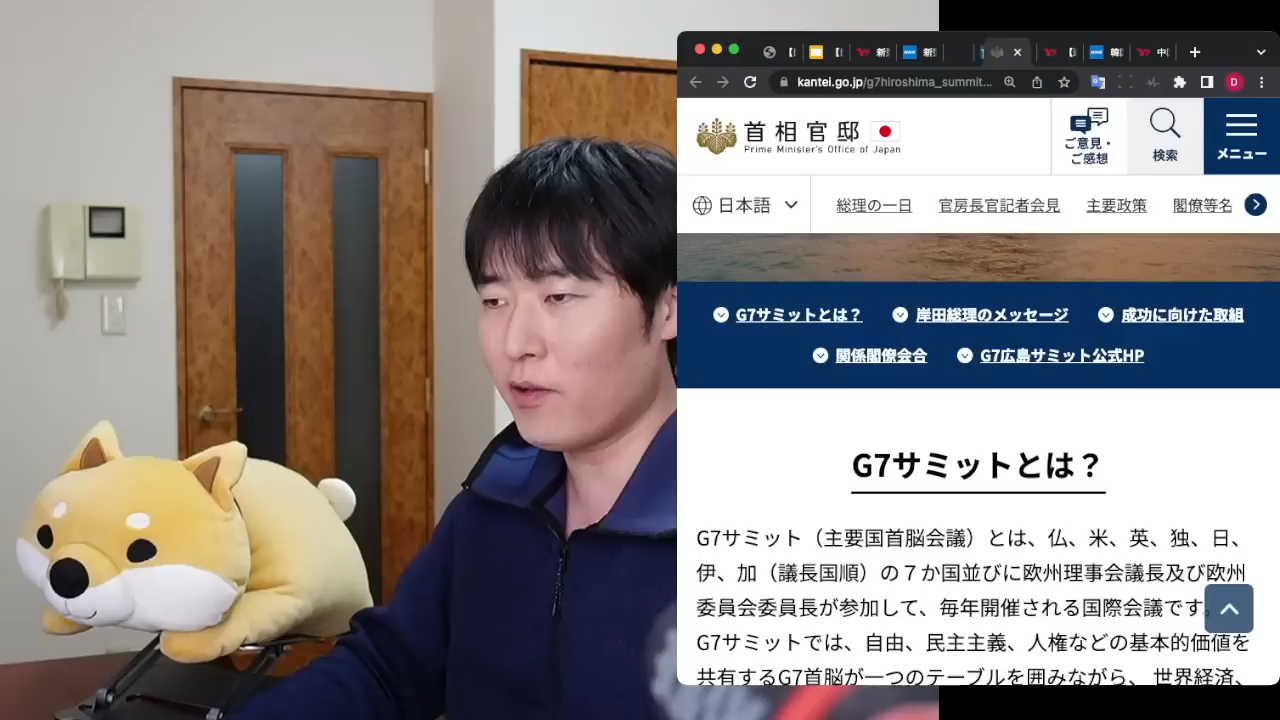 新
新
韓
中
kantei.go.jp/g7hiroshima_summit...
D
首相官邸
Prime Minister's Office of Japan
ご意見・
ご感想
検索
メニュー
日本語
総理の一日
官房長官記者会見
主要政策
閣僚等名
G7サミットとは？
岸田総理のメッセージ
成功に向けた取組
関係閣僚会合
G7広島サミット公式HP
G7サミットとは？
G7サミット（主要国首脳会議）とは、仏、米、英、独、日、
伊、加（議長国順）の７か国並びに欧州理事会議長及び欧州
委員会委員長が参加して、毎年開催される国際会議です。
G7サミットでは、自由、民主主義、人権などの基本的価値を
共有するG7首脳が一つのテーブルを囲みながら、世界経済、